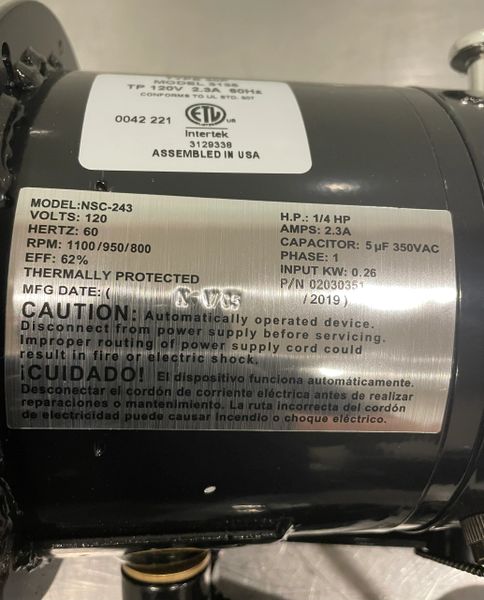 MODEL 3138
TP 120V 2.3A 60Hz
CONFORMS TO UL STD. 507
0042 221
ETL
US
Intertek
3129338
ASSEMBLED IN USA
MODEL:NSC-243
VOLTS: 120
HERTZ: 60
RPM: 1100/950/800
EFF: 62%
THERMALLY PROTECTED
MFG DATE: (
H.P.: 1/4 HP
AMPS: 2.3A
CAPACITOR: 5µF 350VAC
PHASE: 1
INPUT KW: 0.26
P/N 02030351
/ 2019 )
CAUTION: Automatically operated device.
Disconnect from power supply before servicing.
Improper routing of power supply cord could
result in fire or electric shock.
¡CUIDADO! El dispositivo funciona automáticamente.
Desconectar el cordón de corriente eléctrica antes de realizar
reparaciones o mantenimiento. La ruta incorrecta del cordón
de electricidad puede causar incendio o choque eléctrico.